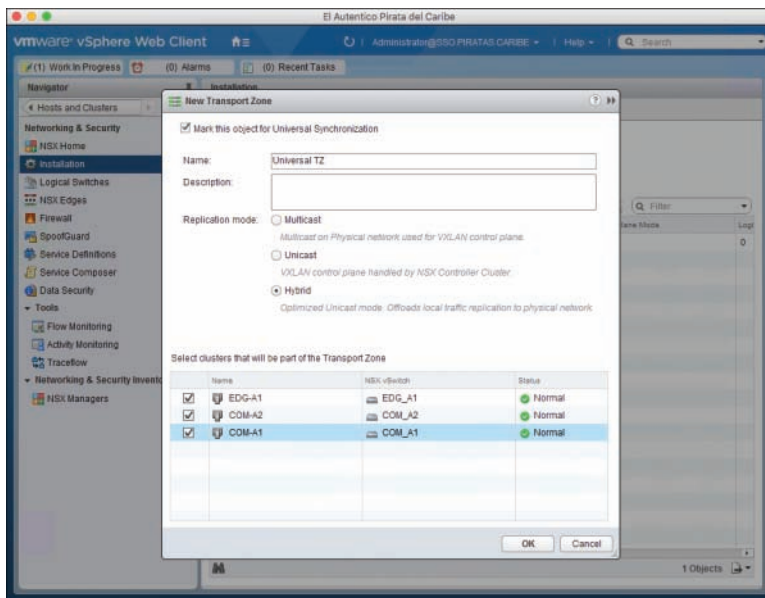 El Autentico Pirata del Caribe
vmware® vSphere Web Client
Administrator@SSO.PIRATAS.CARIBE
Help
Search
(1) Work In Progress
(0) Alarms
(0) Recent Tasks
Navigator
Installation
Hosts and Clusters
Networking & Security
NSX Home
Installation
Logical Switches
NSX Edges
Firewall
SpoofGuard
Service Definitions
Service Composer
Data Security
Tools
Flow Monitoring
Activity Monitoring
Traceflow
Networking & Security Invento
NSX Managers
New Transport Zone
Mark this object for Universal Synchronization
Name: Universal TZ
Description:
Replication mode:
Multicast
Multicast on Physical network used for VXLAN control plane.
Unicast
VXLAN control plane handled by NSX Controller Cluster.
Hybrid
Optimized Unicast mode. Offloads local traffic replication to physical network.
Select clusters that will be part of the Transport Zone
Name NSX vSwitch Status
EDG-A1 EDG_A1 Normal
COM-A2 COM_A2 Normal
COM-A1 COM_A1 Normal
OK Cancel
Filter
Logi
0
1 Objects